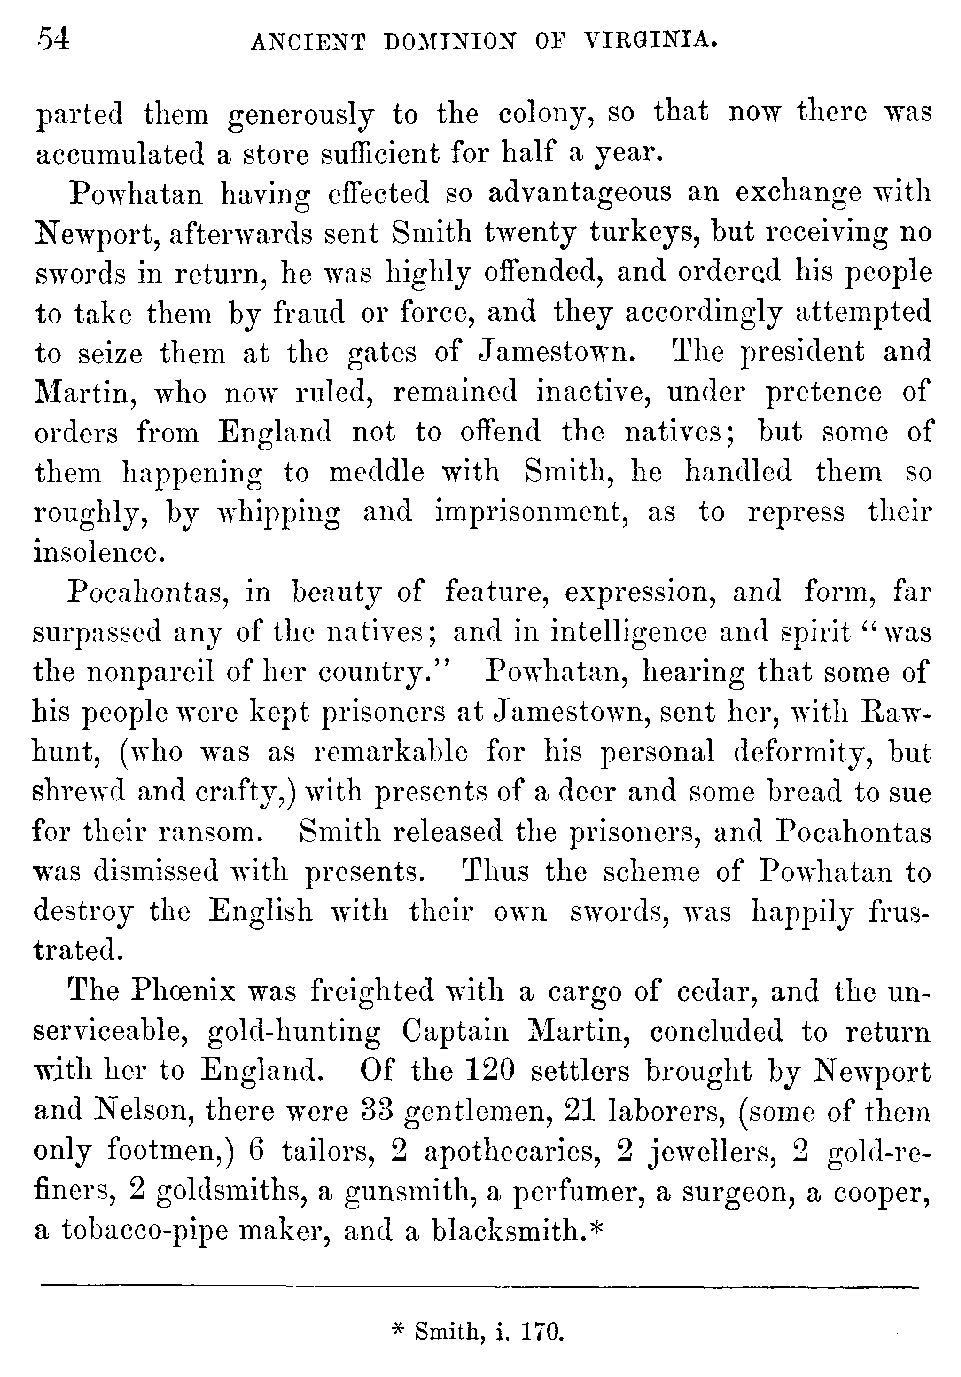 54 ANCIENT DOMINION OF VIRGINIA.
parted them generously to the colony, so that now there was
accumulated a store sufficient for half a year.
Powhatan having effected so advantageous an exchange with
Newport, afterwards sent Smith twenty turkeys, but receiving no
swords in return, he was highly offended, and ordered his people
to take them by fraud or force, and they accordingly attempted
to seize them at the gates of Jamestown. The president and
Martin, who now ruled, remained inactive, under pretence of
orders from England not to offend the natives; but some of
them happening to meddle with Smith, he handled them so
roughly, by whipping and imprisonment, as to repress their
insolence.
Pocahontas, in beauty of feature, expression, and form, far
surpassed any of the natives; and in intelligence and spirit "was
the nonpareil of her country." Powhatan, hearing that some of
his people were kept prisoners at Jamestown, sent her, with Raw-
hunt, (who was as remarkable for his personal deformity, but
shrewd and crafty,) with presents of a deer and some bread to sue
for their ransom. Smith released the prisoners, and Pocahontas
was dismissed with presents. Thus the scheme of Powhatan to
destroy the English with their own swords, was happily frus-
trated.
The Phœnix was freighted with a cargo of cedar, and the un-
serviceable, gold-hunting Captain Martin, concluded to return
with her to England. Of the 120 settlers brought by Newport
and Nelson, there were 33 gentlemen, 21 laborers, (some of them
only footmen,) 6 tailors, 2 apothecaries, 2 jewellers, 2 gold-re-
finers, 2 goldsmiths, a gunsmith, a perfumer, a surgeon, a cooper,
a tobacco-pipe maker, and a blacksmith.*
* Smith, i. 170.